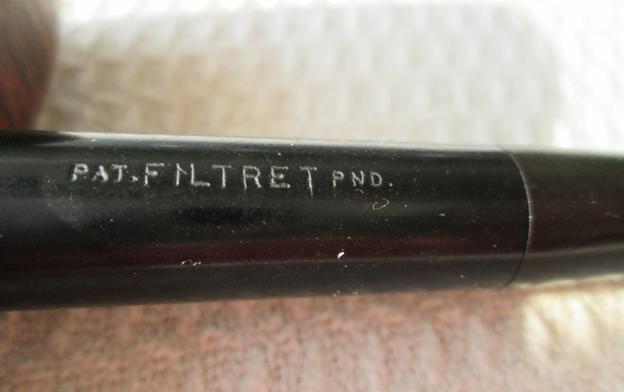 PAT. FILTRET PND.